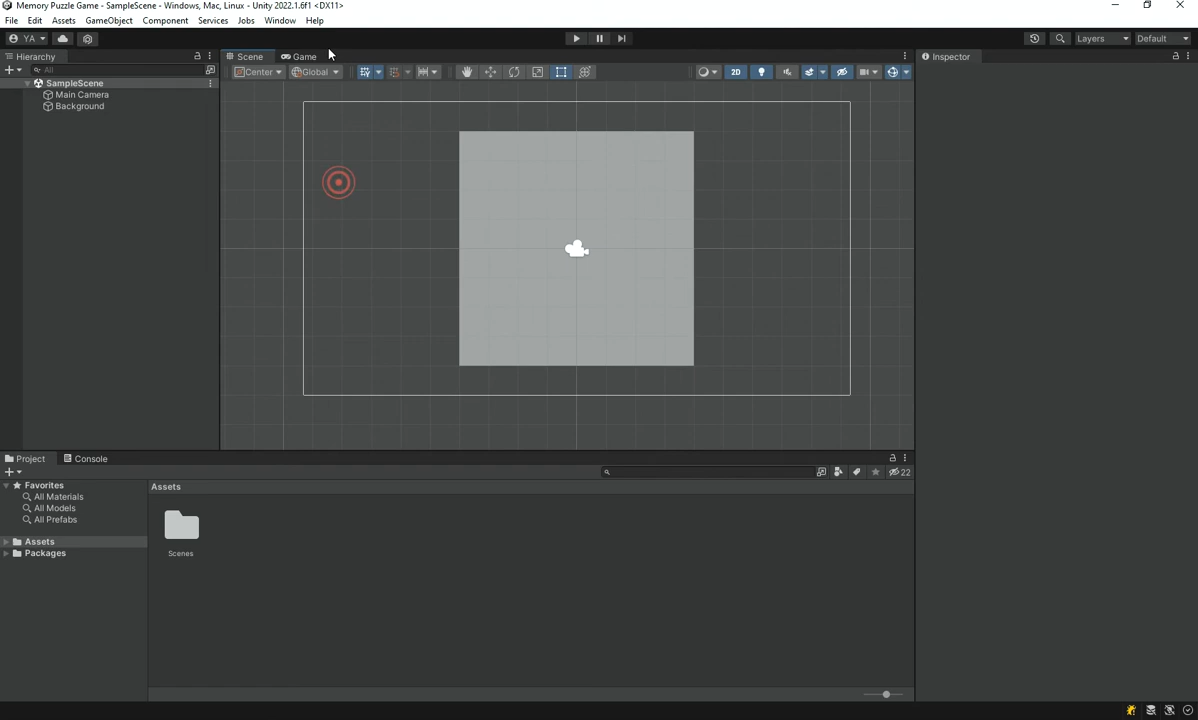 Memory Puzzle Game - SampleScene - Windows, Mac, Linux - Unity 2022.1.6f1 <DX11>
File Edit Assets GameObject Component Services Jobs Window Help
YA Layers Default
Hierarchy Scene Game Inspector
All Center Global 2D
SampleScene
Main Camera
Background
Project Console
22
Favorites Assets
All Materials
All Models
All Prefabs
Assets
Packages
Scenes